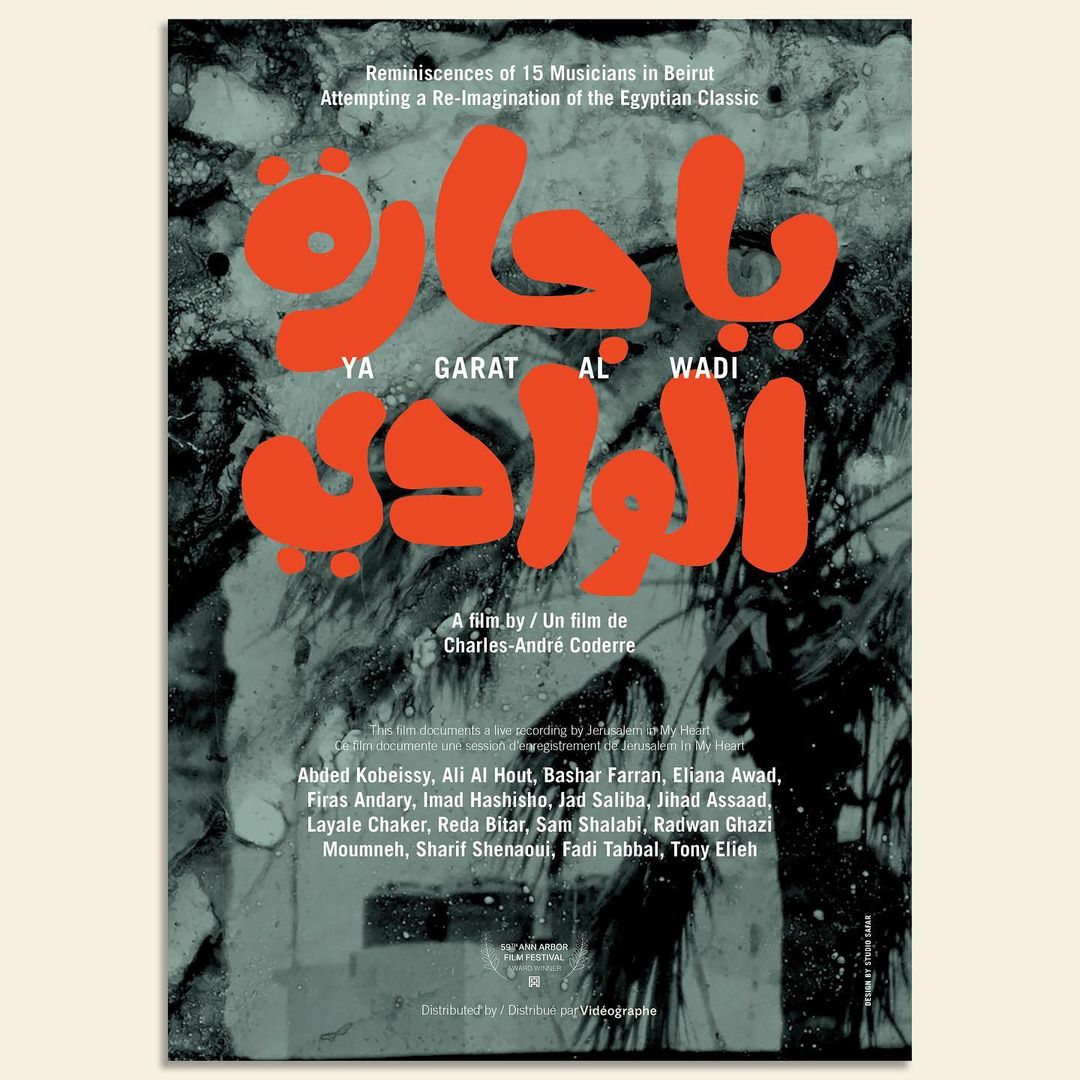 Reminiscences of 15 Musicians in Beirut
Attempting a Re-Imagination of the Egyptian Classic
يا جارة
YA GARAT AL WADI
الوادي
A film by / Un film de
Charles-André Coderre
This film documents a live recording by Jerusalem in My Heart
Ce film documente une session d'enregistrement de Jerusalem In My Heart
Abded Kobeissy, Ali Al Hout, Bashar Farran, Eliana Awad,
Firas Andary, Imad Hashisho, Jad Saliba, Jihad Assaad,
Layale Chaker, Reda Bitar, Sam Shalabi, Radwan Ghazi
Moumneh, Sharif Shenaoui, Fadi Tabbal, Tony Elieh
59TH ANN ARBOR
FILM FESTIVAL
AWARD WINNER
Distributed by / Distribué par Vidéographe
DESIGN BY STUDIO SAFAR